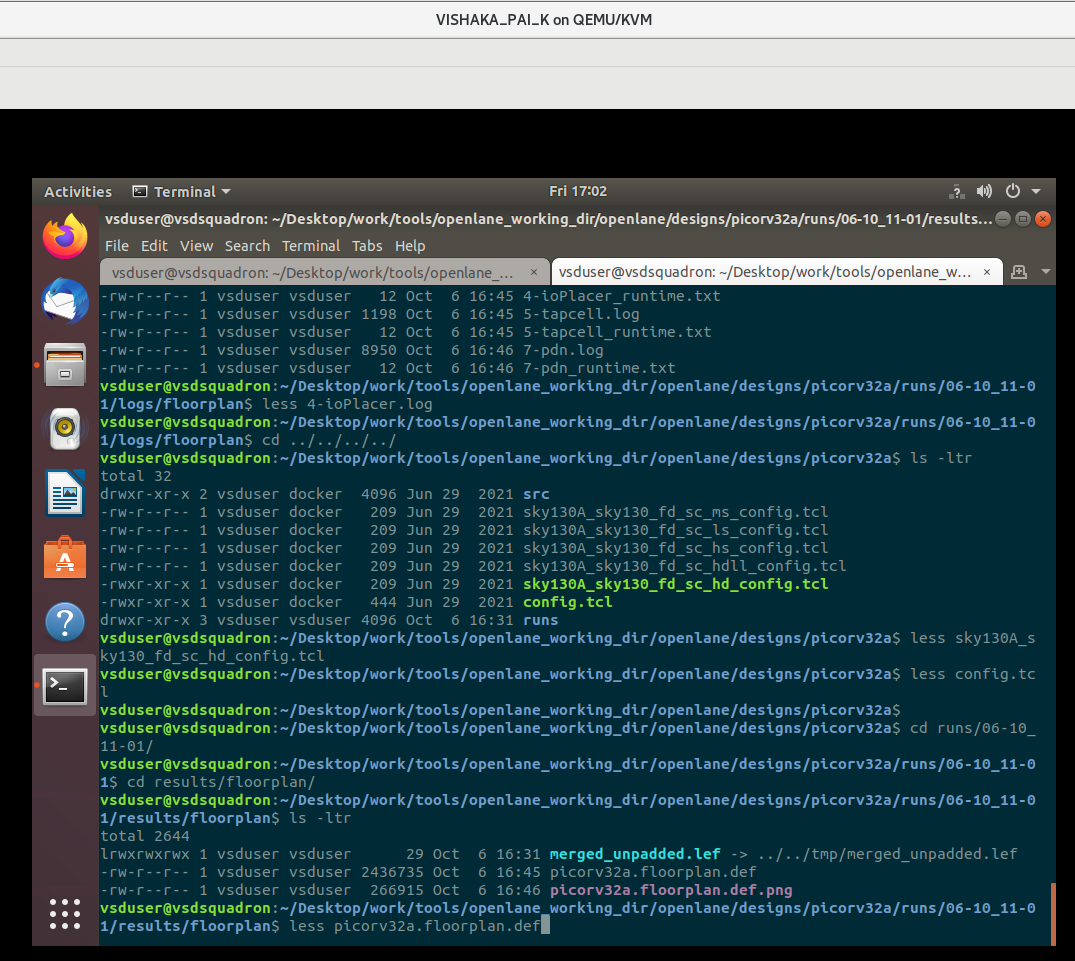 VISHAKA_PAI_K on QEMU/KVM
Activities Terminal Fri 17:02
vsduser@vsdsquadron: ~/Desktop/work/tools/openlane_working_dir/openlane/designs/picorv32a/runs/06-10_11-01/results...
File Edit View Search Terminal Tabs Help
vsduser@vsdsquadron: ~/Desktop/work/tools/openlane_... × vsduser@vsdsquadron: ~/Desktop/work/tools/openlane_w... ×
-rw-r--r-- 1 vsduser vsduser   12 Oct  6 16:45 4-ioPlacer_runtime.txt
-rw-r--r-- 1 vsduser vsduser 1198 Oct  6 16:45 5-tapcell.log
-rw-r--r-- 1 vsduser vsduser   12 Oct  6 16:45 5-tapcell_runtime.txt
-rw-r--r-- 1 vsduser vsduser 8950 Oct  6 16:46 7-pdn.log
-rw-r--r-- 1 vsduser vsduser   12 Oct  6 16:46 7-pdn_runtime.txt
vsduser@vsdsquadron:~/Desktop/work/tools/openlane_working_dir/openlane/designs/picorv32a/runs/06-10_11-0
1/logs/floorplan$ less 4-ioPlacer.log
vsduser@vsdsquadron:~/Desktop/work/tools/openlane_working_dir/openlane/designs/picorv32a/runs/06-10_11-0
1/logs/floorplan$ cd ../../../../
vsduser@vsdsquadron:~/Desktop/work/tools/openlane_working_dir/openlane/designs/picorv32a$ ls -ltr
total 32
drwxr-xr-x 2 vsduser docker  4096 Jun 29  2021 src
-rw-r--r-- 1 vsduser docker   209 Jun 29  2021 sky130A_sky130_fd_sc_ms_config.tcl
-rw-r--r-- 1 vsduser docker   209 Jun 29  2021 sky130A_sky130_fd_sc_ls_config.tcl
-rw-r--r-- 1 vsduser docker   209 Jun 29  2021 sky130A_sky130_fd_sc_hs_config.tcl
-rw-r--r-- 1 vsduser docker   209 Jun 29  2021 sky130A_sky130_fd_sc_hdll_config.tcl
-rwxr-xr-x 1 vsduser docker   209 Jun 29  2021 sky130A_sky130_fd_sc_hd_config.tcl
-rwxr-xr-x 1 vsduser docker   444 Jun 29  2021 config.tcl
drwxr-xr-x 3 vsduser vsduser 4096 Oct  6 16:31 runs
vsduser@vsdsquadron:~/Desktop/work/tools/openlane_working_dir/openlane/designs/picorv32a$ less sky130A_s
ky130_fd_sc_hd_config.tcl
vsduser@vsdsquadron:~/Desktop/work/tools/openlane_working_dir/openlane/designs/picorv32a$ less config.tc
l
vsduser@vsdsquadron:~/Desktop/work/tools/openlane_working_dir/openlane/designs/picorv32a$
vsduser@vsdsquadron:~/Desktop/work/tools/openlane_working_dir/openlane/designs/picorv32a$ cd runs/06-10_
11-01/
vsduser@vsdsquadron:~/Desktop/work/tools/openlane_working_dir/openlane/designs/picorv32a/runs/06-10_11-0
1$ cd results/floorplan/
vsduser@vsdsquadron:~/Desktop/work/tools/openlane_working_dir/openlane/designs/picorv32a/runs/06-10_11-0
1/results/floorplan$ ls -ltr
total 2644
lrwxrwxrwx 1 vsduser vsduser      29 Oct  6 16:31 merged_unpadded.lef -> ../../tmp/merged_unpadded.lef
-rw-r--r-- 1 vsduser vsduser 2436735 Oct  6 16:45 picorv32a.floorplan.def
-rw-r--r-- 1 vsduser vsduser  266915 Oct  6 16:46 picorv32a.floorplan.def.png
vsduser@vsdsquadron:~/Desktop/work/tools/openlane_working_dir/openlane/designs/picorv32a/runs/06-10_11-0
1/results/floorplan$ less picorv32a.floorplan.def